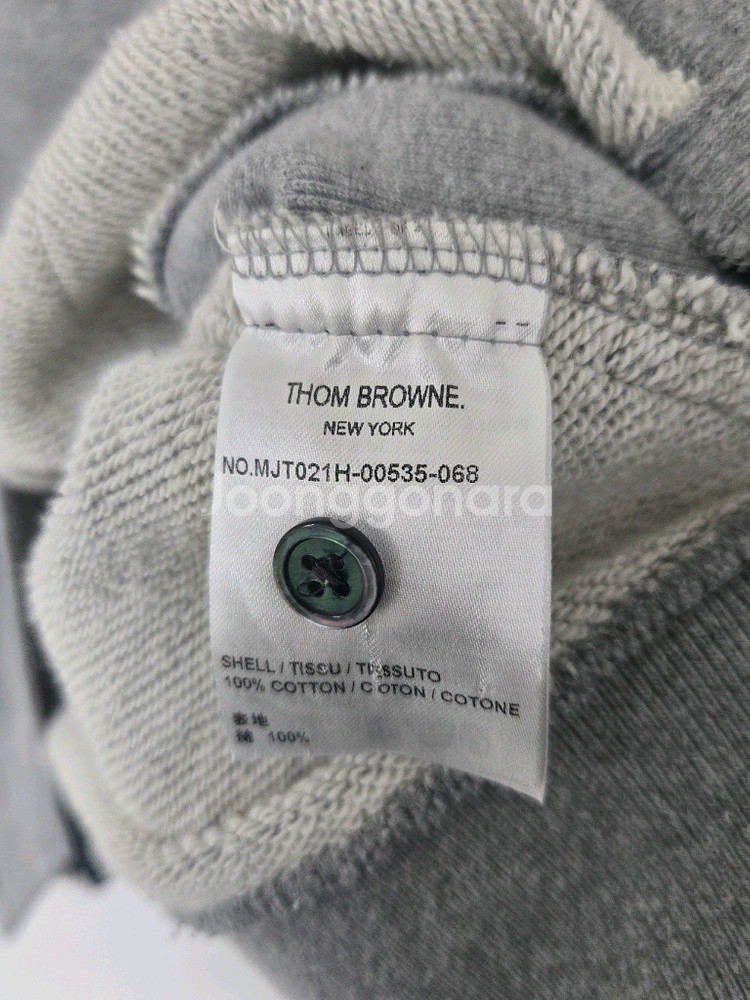 THOM BROWNE.
NEW YORK
NO.MJT021H-00535-068
Joonggonara
SHELL / TISSU / TESSUTO
100% COTTON / COTON / COTONE
表地
綿 100%